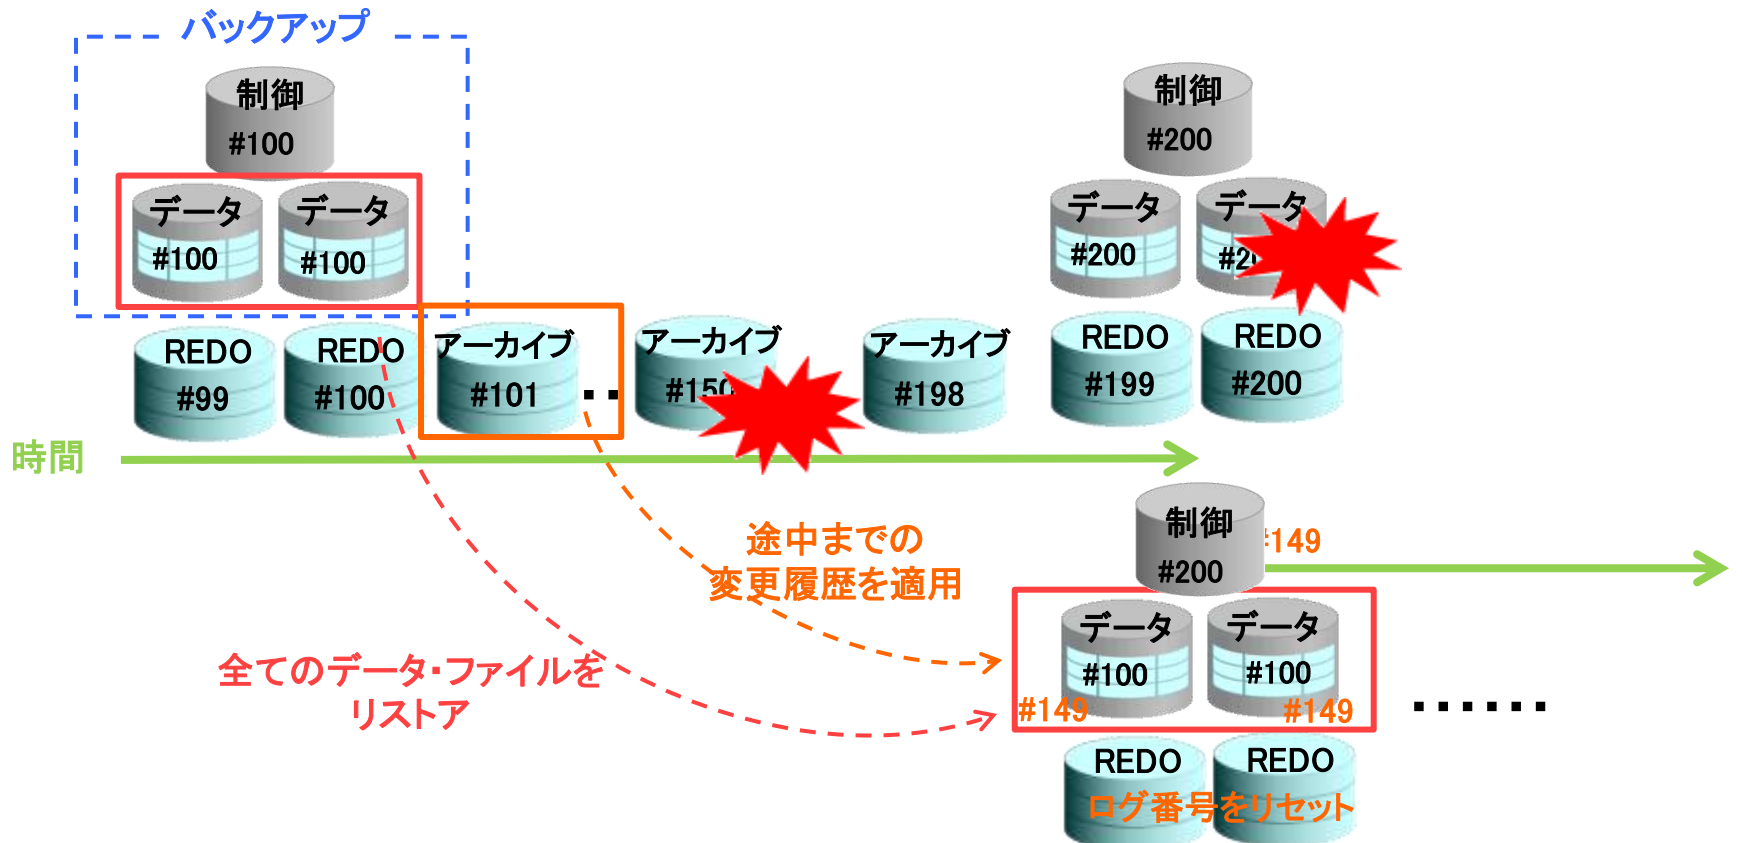 バックアップ
制御
#100
データ
#100
データ
#100
REDO
#99
REDO
#100
アーカイブ
#101
‥
アーカイブ
#150
アーカイブ
#198
制御
#200
データ
#200
データ
REDO
#199
REDO
#200
時間
途中までの
変更履歴を適用
全てのデータ・ファイルを
リストア
制御
#200
#149
データ
#100
#149
データ
#100
#149
......
REDO
REDO
ログ番号をリセット